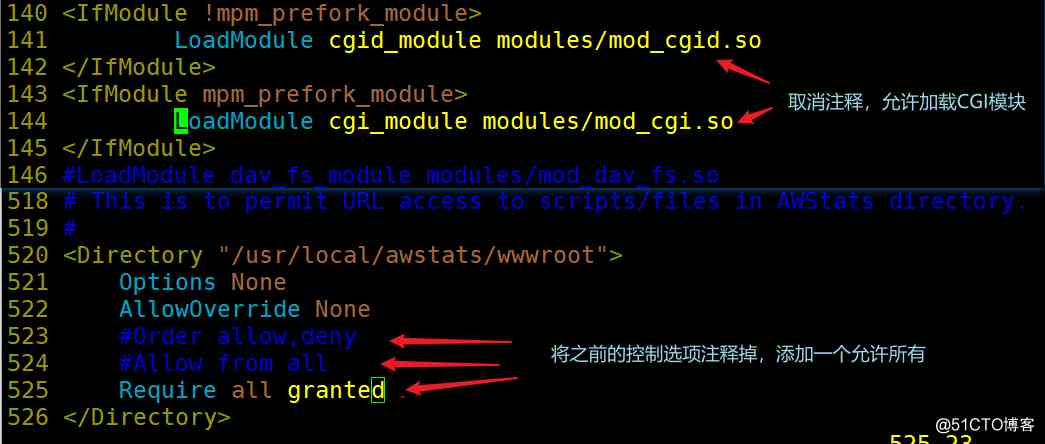 140 <IfModule !mpm_prefork_module>
141         LoadModule cgid_module modules/mod_cgid.so
142 </IfModule>
143 <IfModule mpm_prefork_module>
取消注释，允许加载CGI模块
144         LoadModule cgi_module modules/mod_cgi.so
145 </IfModule>
146 #LoadModule dav_fs_module modules/mod_dav_fs.so
518 # This is to permit URL access to scripts/files in AWStats directory.
519 #
520 <Directory "/usr/local/awstats/wwwroot">
521     Options None
522     AllowOverride None
523     #Order allow,deny
524     #Allow from all
将之前的控制选项注释掉，添加一个允许所有
525     Require all granted
526 </Directory>
@51CTO博客
525,23